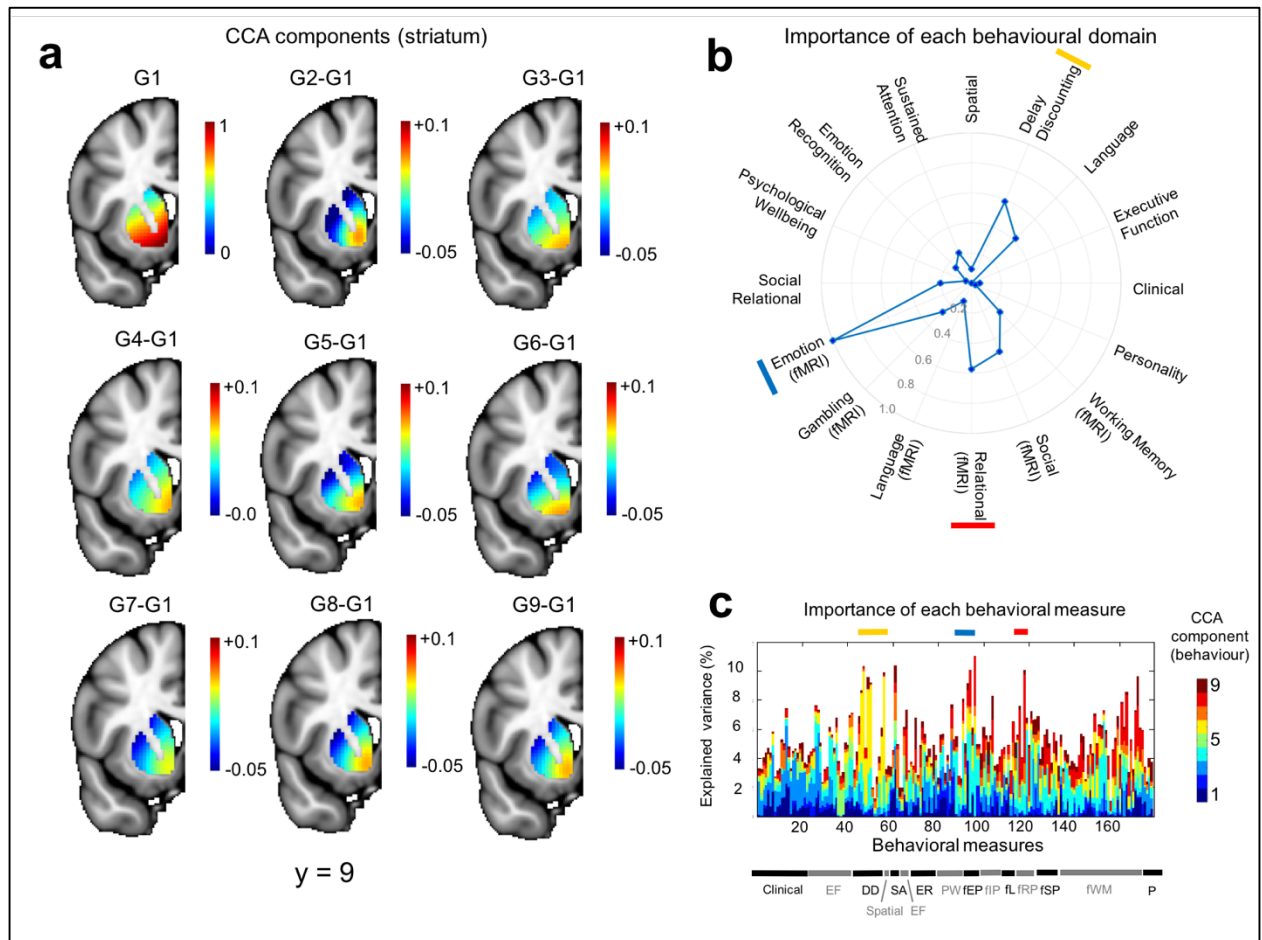 a
CCA components (striatum)
G1
G2-G1
G3-G1
1
0
+0.1
-0.05
+0.1
-0.05
G4-G1
G5-G1
G6-G1
+0.1
-0.0
+0.1
-0.05
+0.1
-0.05
G7-G1
G8-G1
G9-G1
+0.1
-0.05
+0.1
-0.05
+0.1
-0.05
y = 9
b
Importance of each behavioural domain
Spatial
Delay
Discounting
Language
Executive
Function
Clinical
Personality
Working Memory
(fMRI)
Social
(fMRI)
Relational
(fMRI)
Language
(fMRI)
Gambling
(fMRI)
Emotion
(fMRI)
Social
Relational
Psychological
Wellbeing
Emotion
Recognition
Sustained
Attention
0.2
0.4
0.6
0.8
1.0
c
Importance of each behavioral measure
Explained variance (%)
10
8
6
4
2
20 40 60 80 100 120 140 160
Behavioral measures
Clinical EF DD SA ER PW fEP fIP fL fRP fSP fWM P
Spatial EF
CCA
component
(behaviour)
9
5
1